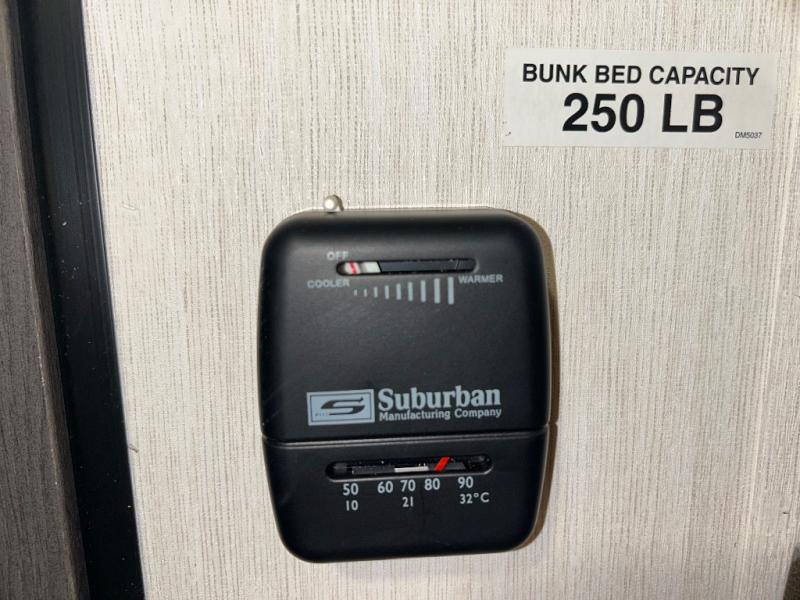 BUNK BED CAPACITY
250 LB
DM5037
OFF
COOLER WARMER
S Suburban
Manufacturing Company
50 60 70 80 90
10 21 32°C